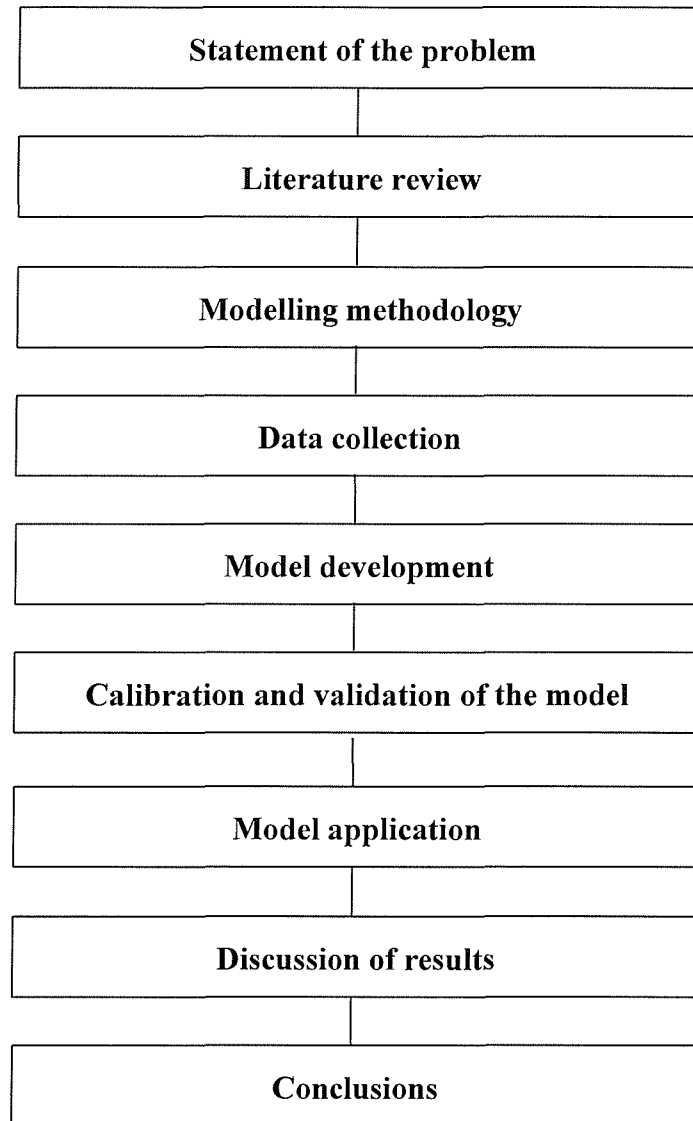 Statement of the problem
Literature review
Modelling methodology
Data collection
Model development
Calibration and validation of the model
Model application
Discussion of results
Conclusions